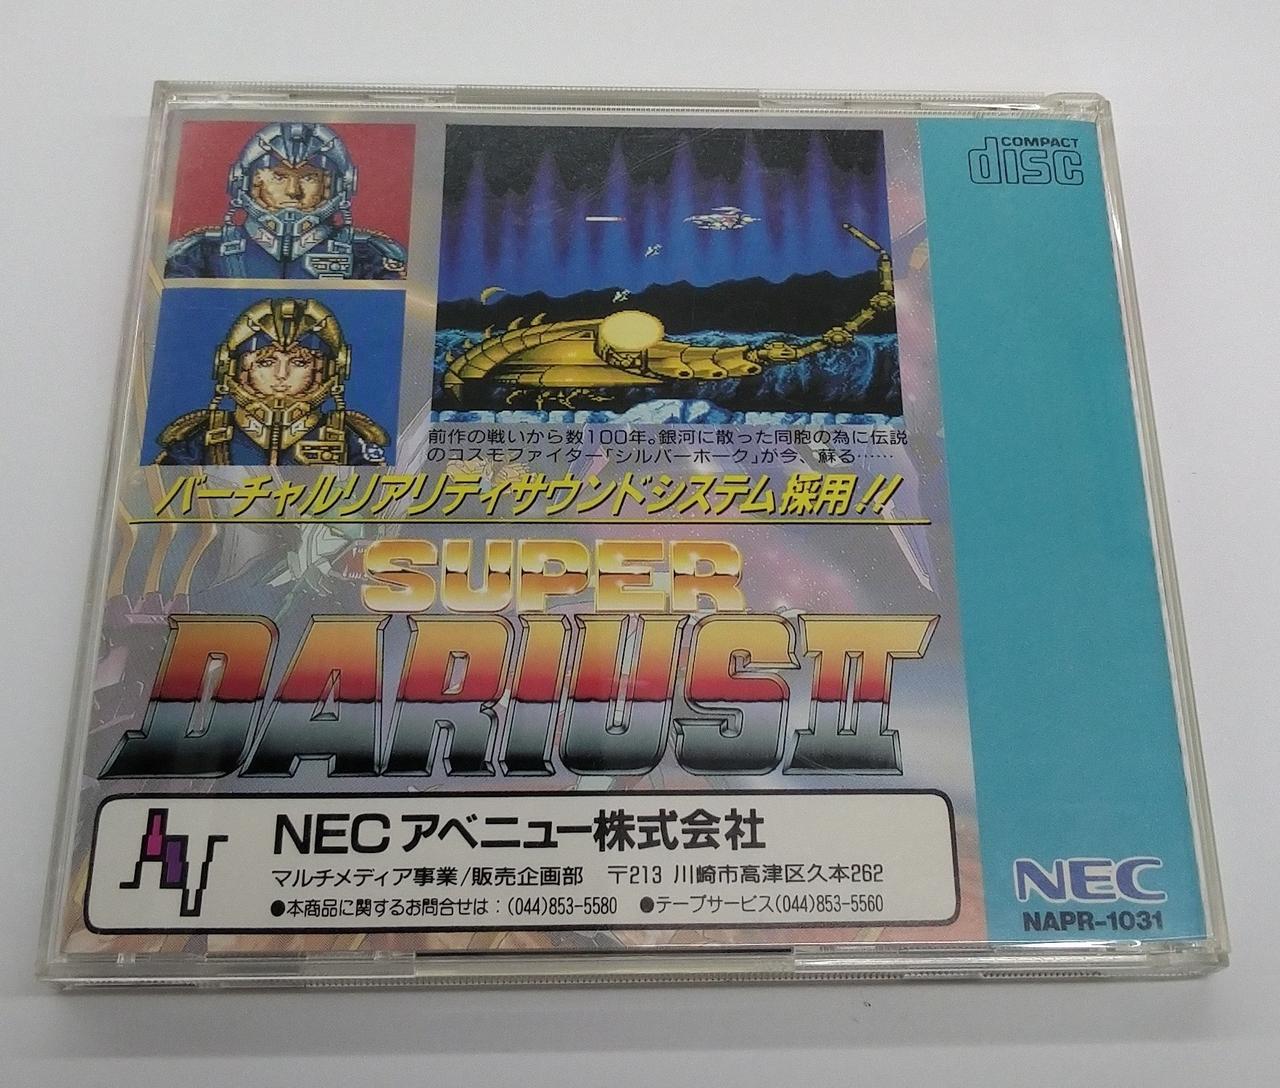 COMPACT
disc
前作の戦いから数100年。銀河に散った同胞の為に伝説
のコスモファイター「シルバーホーク」が今、蘇る……
バーチャルリアリティサウンドシステム採用!!
SUPER
DARIUS II
AV
NECアベニュー株式会社
マルチメディア事業/販売企画部 〒213 川崎市高津区久本262
●本商品に関するお問合せは:(044)853-5580 ●テープサービス(044)853-5560
NEC
NAPR-1031